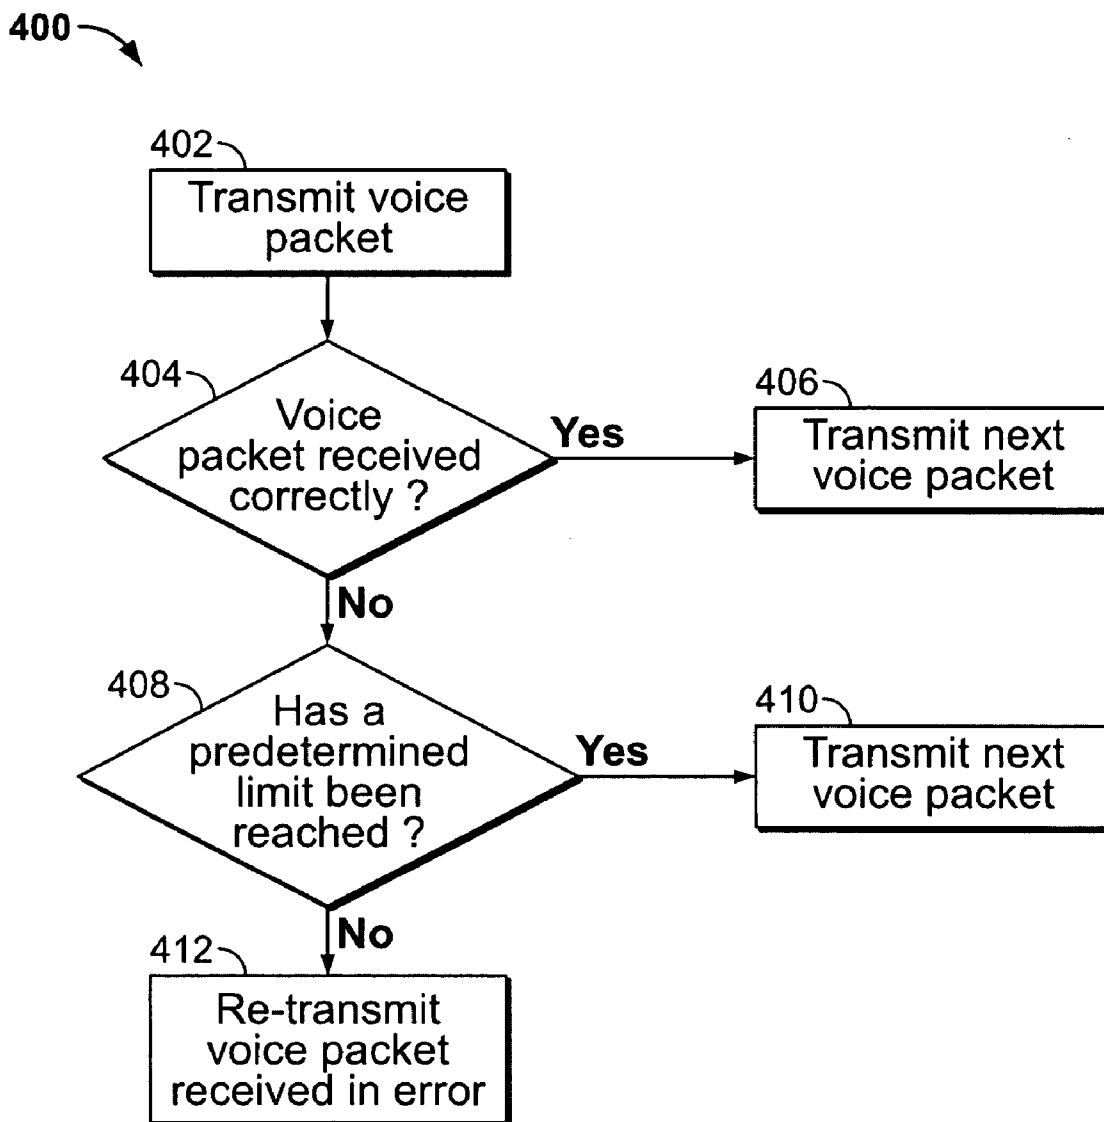 400
402
Transmit voice
packet
404
Voice
packet received
correctly ?
Yes
406
Transmit next
voice packet
No
408
Has a
predetermined
limit been
reached ?
Yes
410
Transmit next
voice packet
No
412
Re-transmit
voice packet
received in error